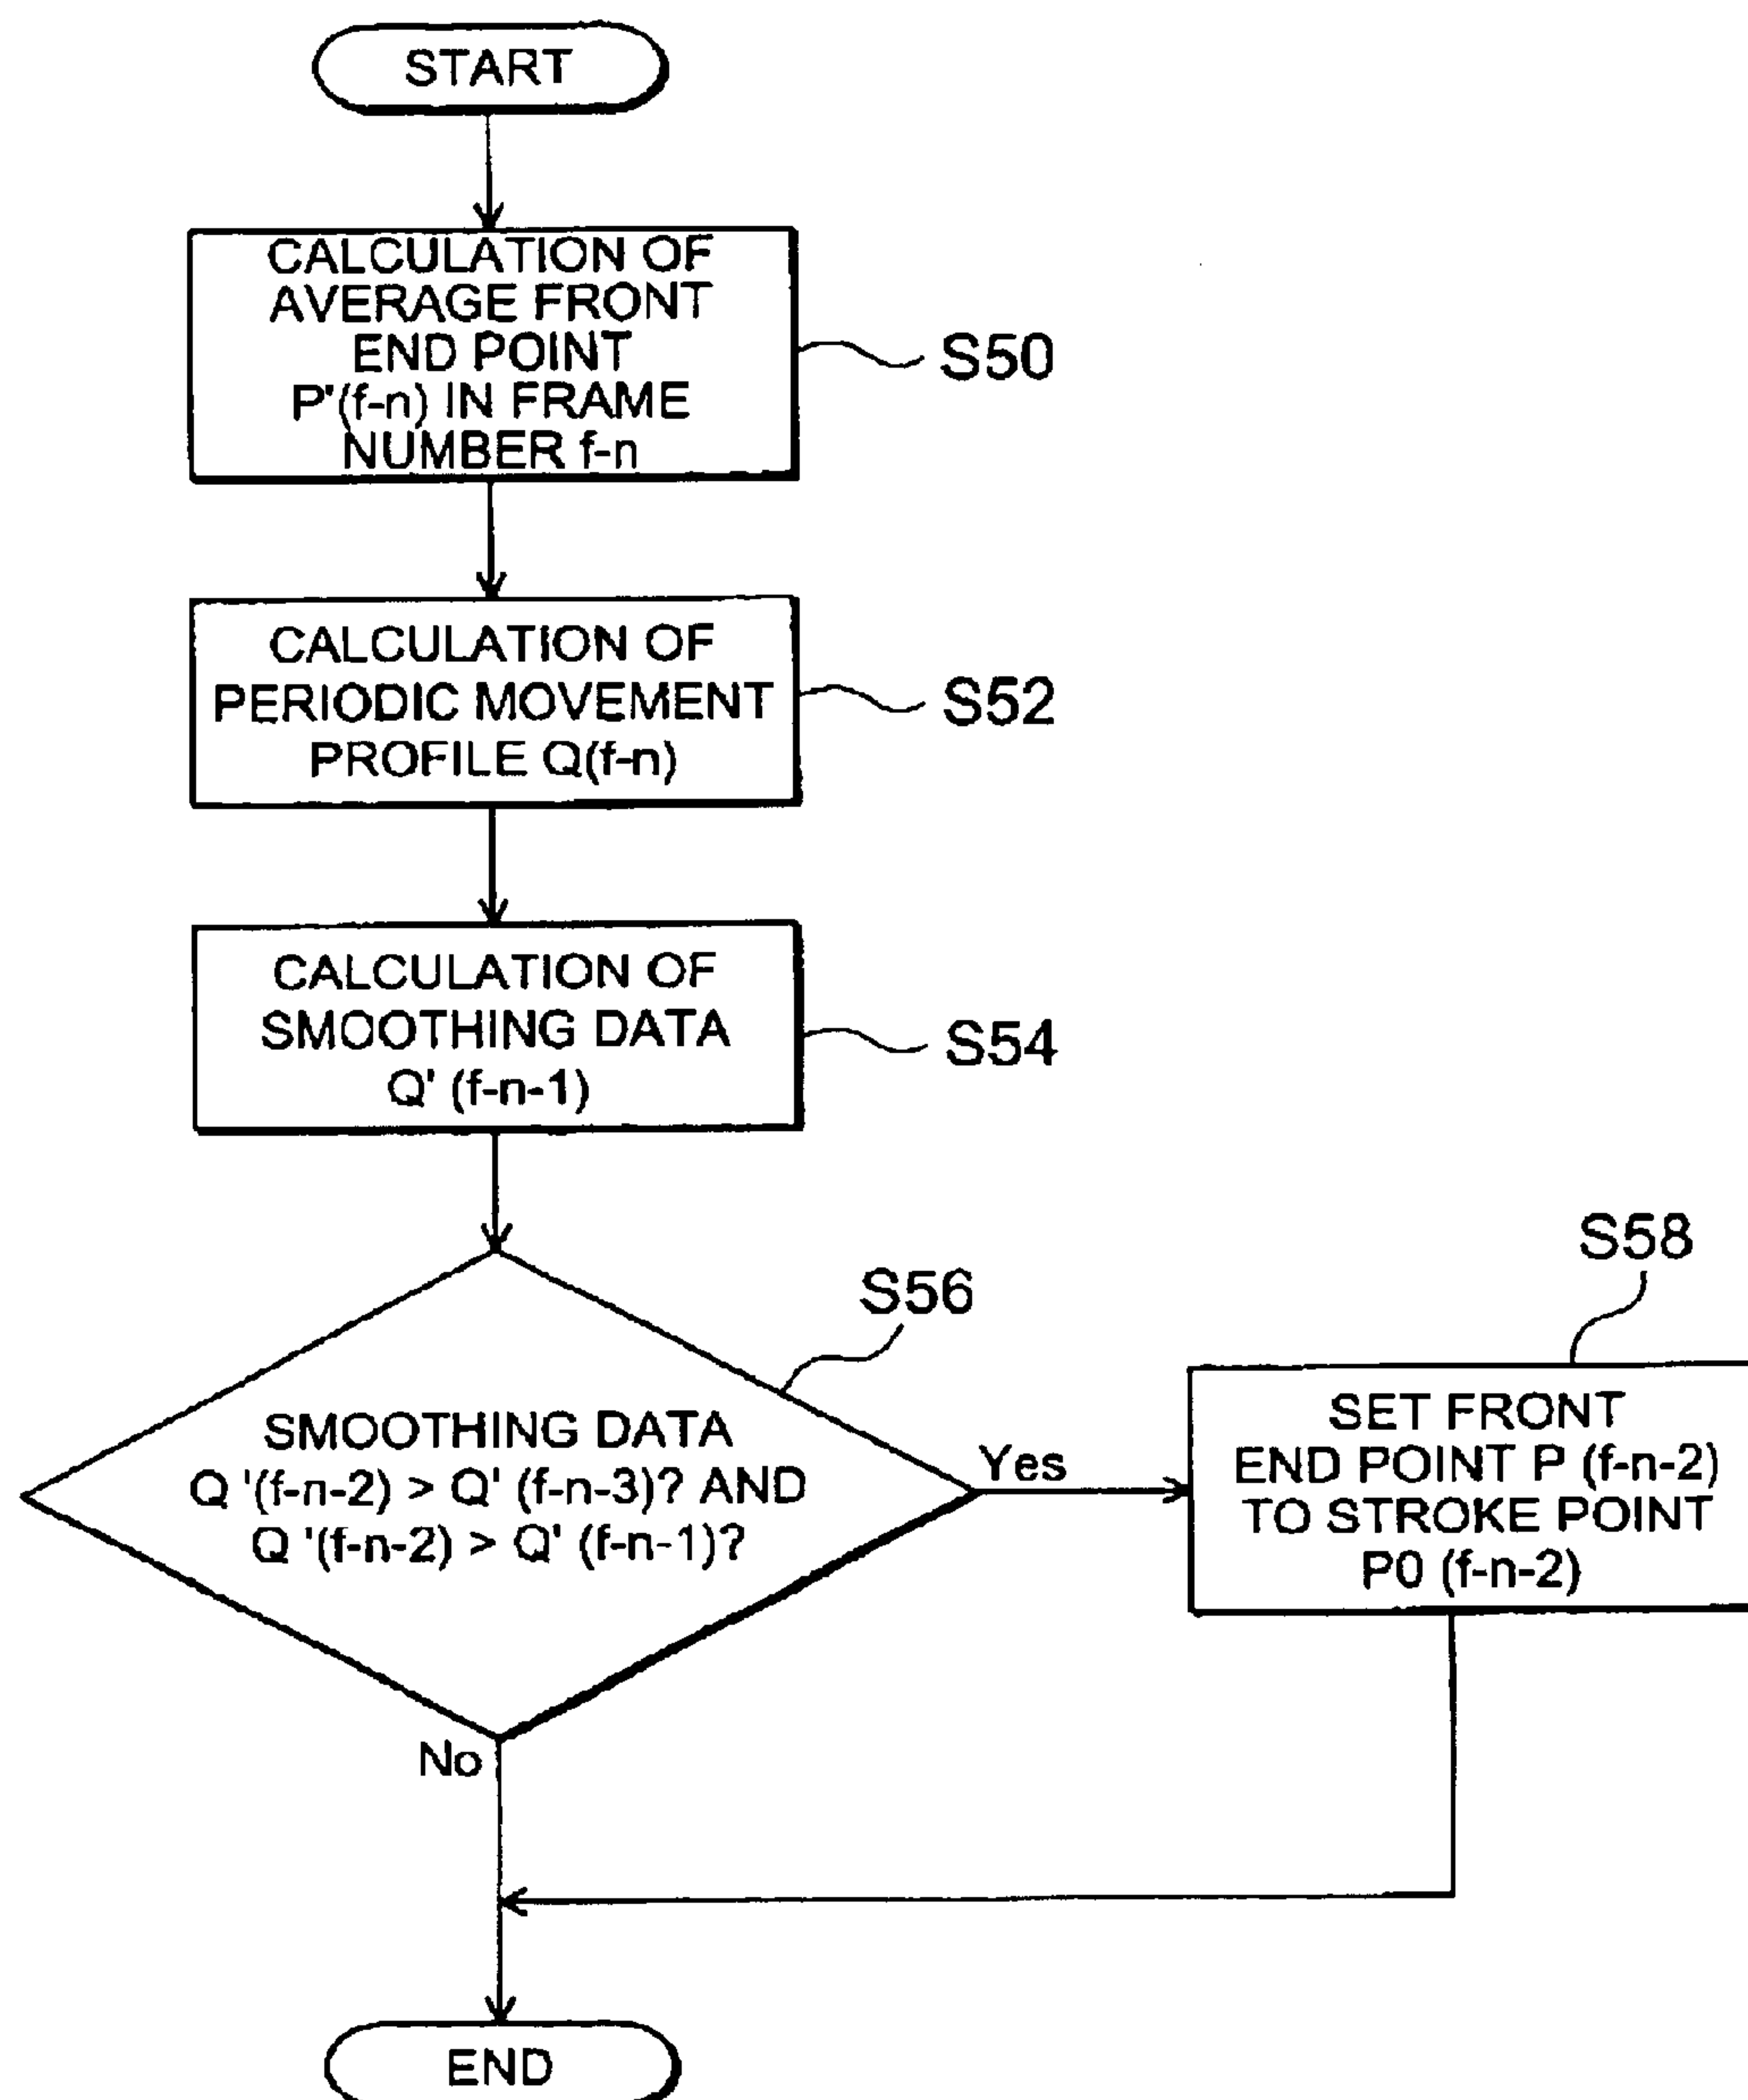 START
CALCULATION OF
AVERAGE FRONT
END POINT
P'(f-n) IN FRAME
NUMBER f-n
S50
CALCULATION OF
PERIODIC MOVEMENT
PROFILE Q(f-n)
S52
CALCULATION OF
SMOOTHING DATA
Q' (f-n-1)
S54
S56
SMOOTHING DATA
Q '(f-n-2) > Q' (f-n-3)? AND
Q '(f-n-2) > Q' (f-n-1)?
Yes
No
S58
SET FRONT
END POINT P (f-n-2)
TO STROKE POINT
P0 (f-n-2)
END